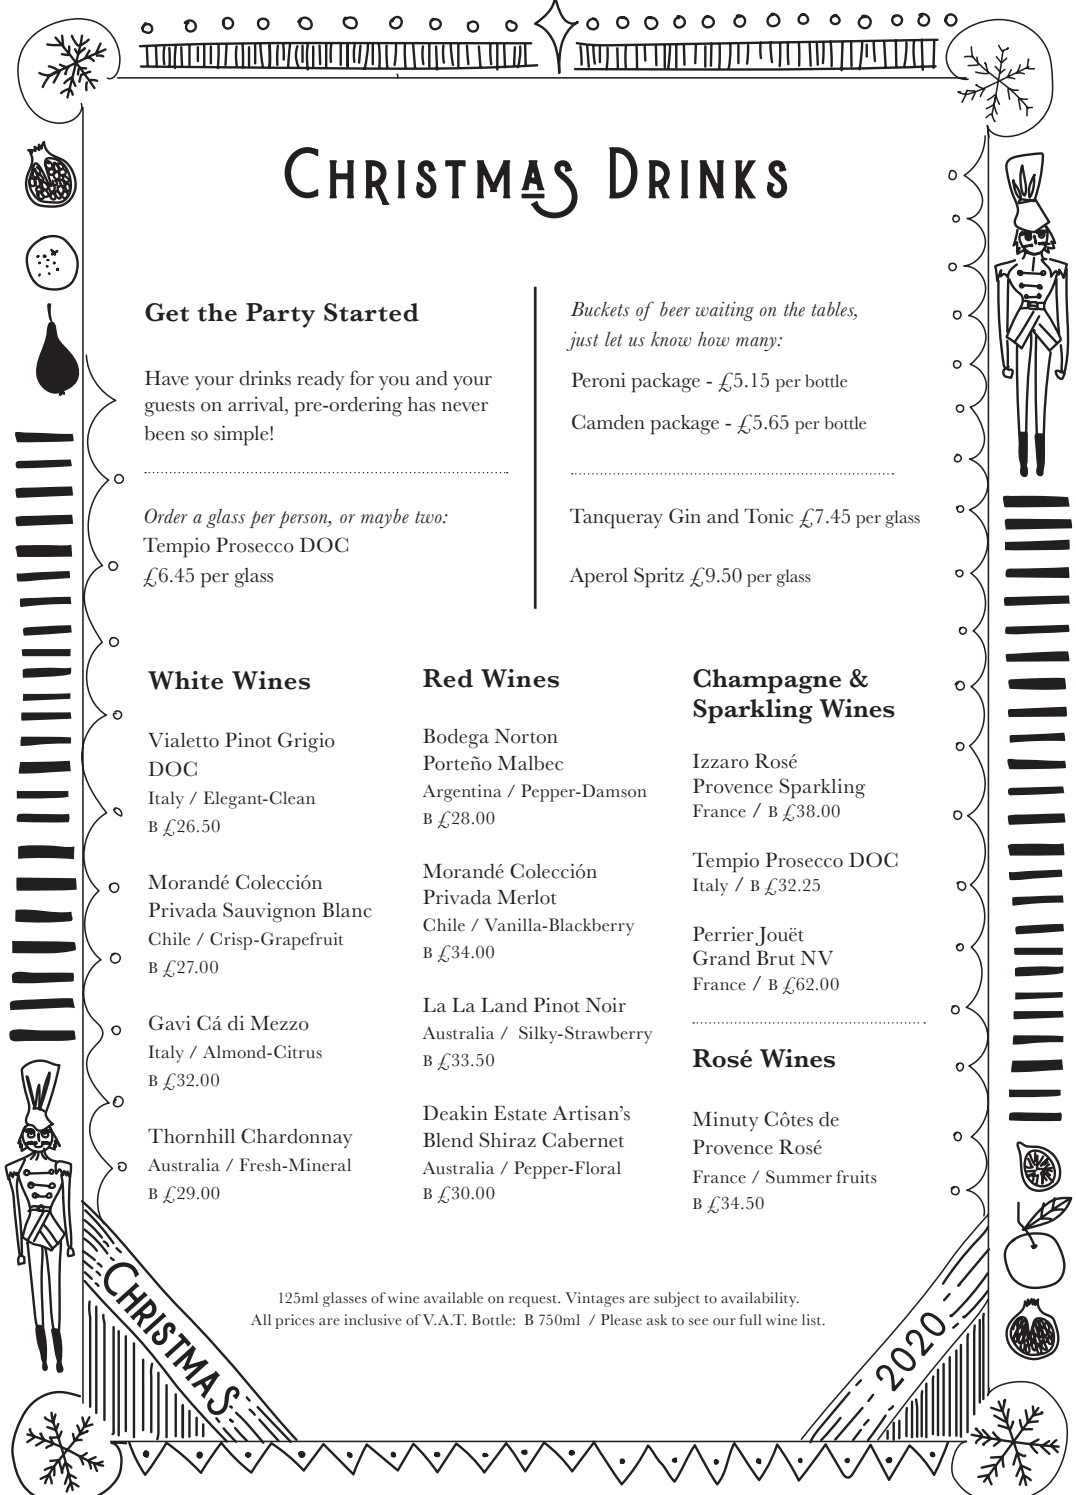 CHRISTMAS DRINKS
Get the Party Started
Have your drinks ready for you and your
guests on arrival, pre-ordering has never
been so simple!
Order a glass per person, or maybe two:
Tempio Prosecco DOC
£6.45 per glass
Buckets of beer waiting on the tables,
just let us know how many:
Peroni package - £5.15 per bottle
Camden package - £5.65 per bottle
Tanqueray Gin and Tonic £7.45 per glass
Aperol Spritz £9.50 per glass
White Wines
Vialetto Pinot Grigio
DOC
Italy / Elegant-Clean
B £26.50
Morandé Colección
Privada Sauvignon Blanc
Chile / Crisp-Grapefruit
B £27.00
Gavi Cá di Mezzo
Italy / Almond-Citrus
B £32.00
Thornhill Chardonnay
Australia / Fresh-Mineral
B £29.00
Red Wines
Bodega Norton
Porteño Malbec
Argentina / Pepper-Damson
B £28.00
Morandé Colección
Privada Merlot
Chile / Vanilla-Blackberry
B £34.00
La La Land Pinot Noir
Australia / Silky-Strawberry
B £33.50
Deakin Estate Artisan's
Blend Shiraz Cabernet
Australia / Pepper-Floral
B £30.00
Champagne &
Sparkling Wines
Izzaro Rosé
Provence Sparkling
France / B £38.00
Tempio Prosecco DOC
Italy / B £32.25
Perrier Jouët
Grand Brut NV
France / B £62.00
Rosé Wines
Minuty Côtes de
Provence Rosé
France / Summer fruits
B £34.50
125ml glasses of wine available on request. Vintages are subject to availability.
All prices are inclusive of V.A.T. Bottle: B 750ml / Please ask to see our full wine list.
CHRISTMAS
2020